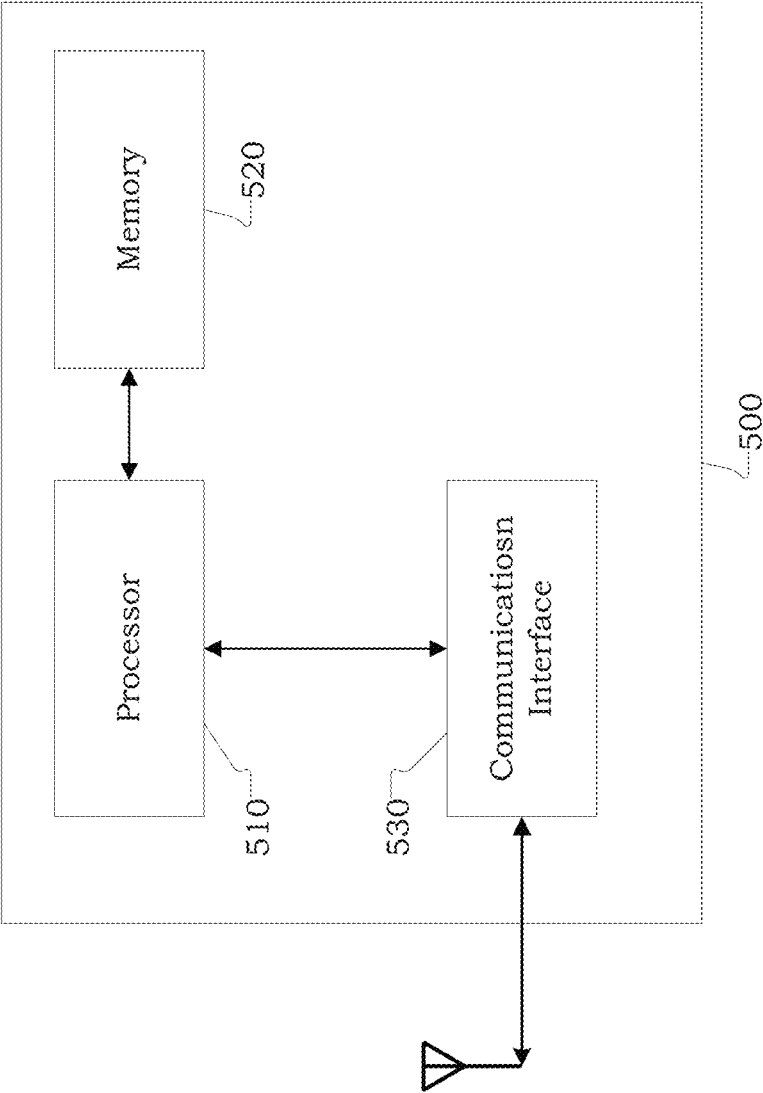 Processor
510
Memory
520
Communicatiosn
Interface
530
500